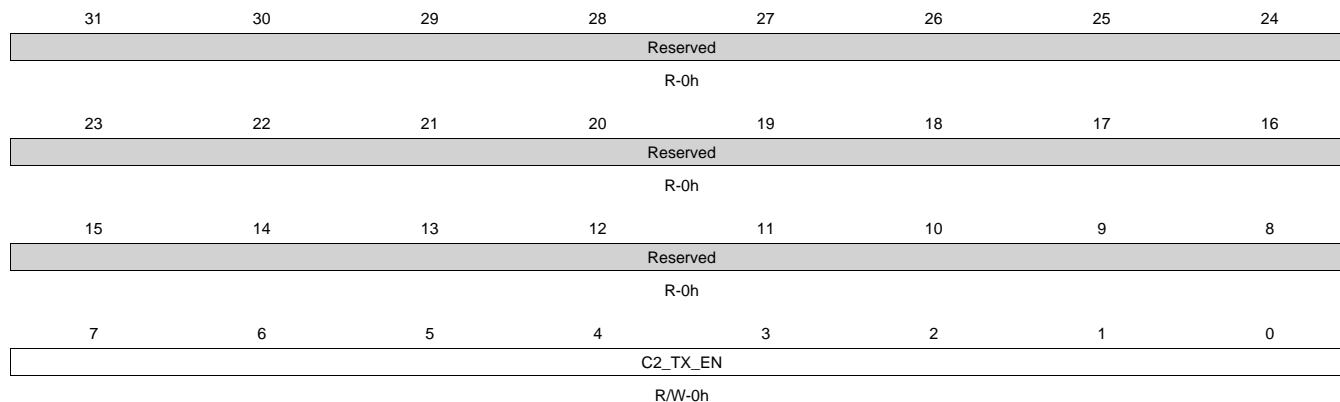 31 30 29 28 27 26 25 24
Reserved
R-0h
23 22 21 20 19 18 17 16
Reserved
R-0h
15 14 13 12 11 10 9 8
Reserved
R-0h
7 6 5 4 3 2 1 0
C2_TX_EN
R/W-0h